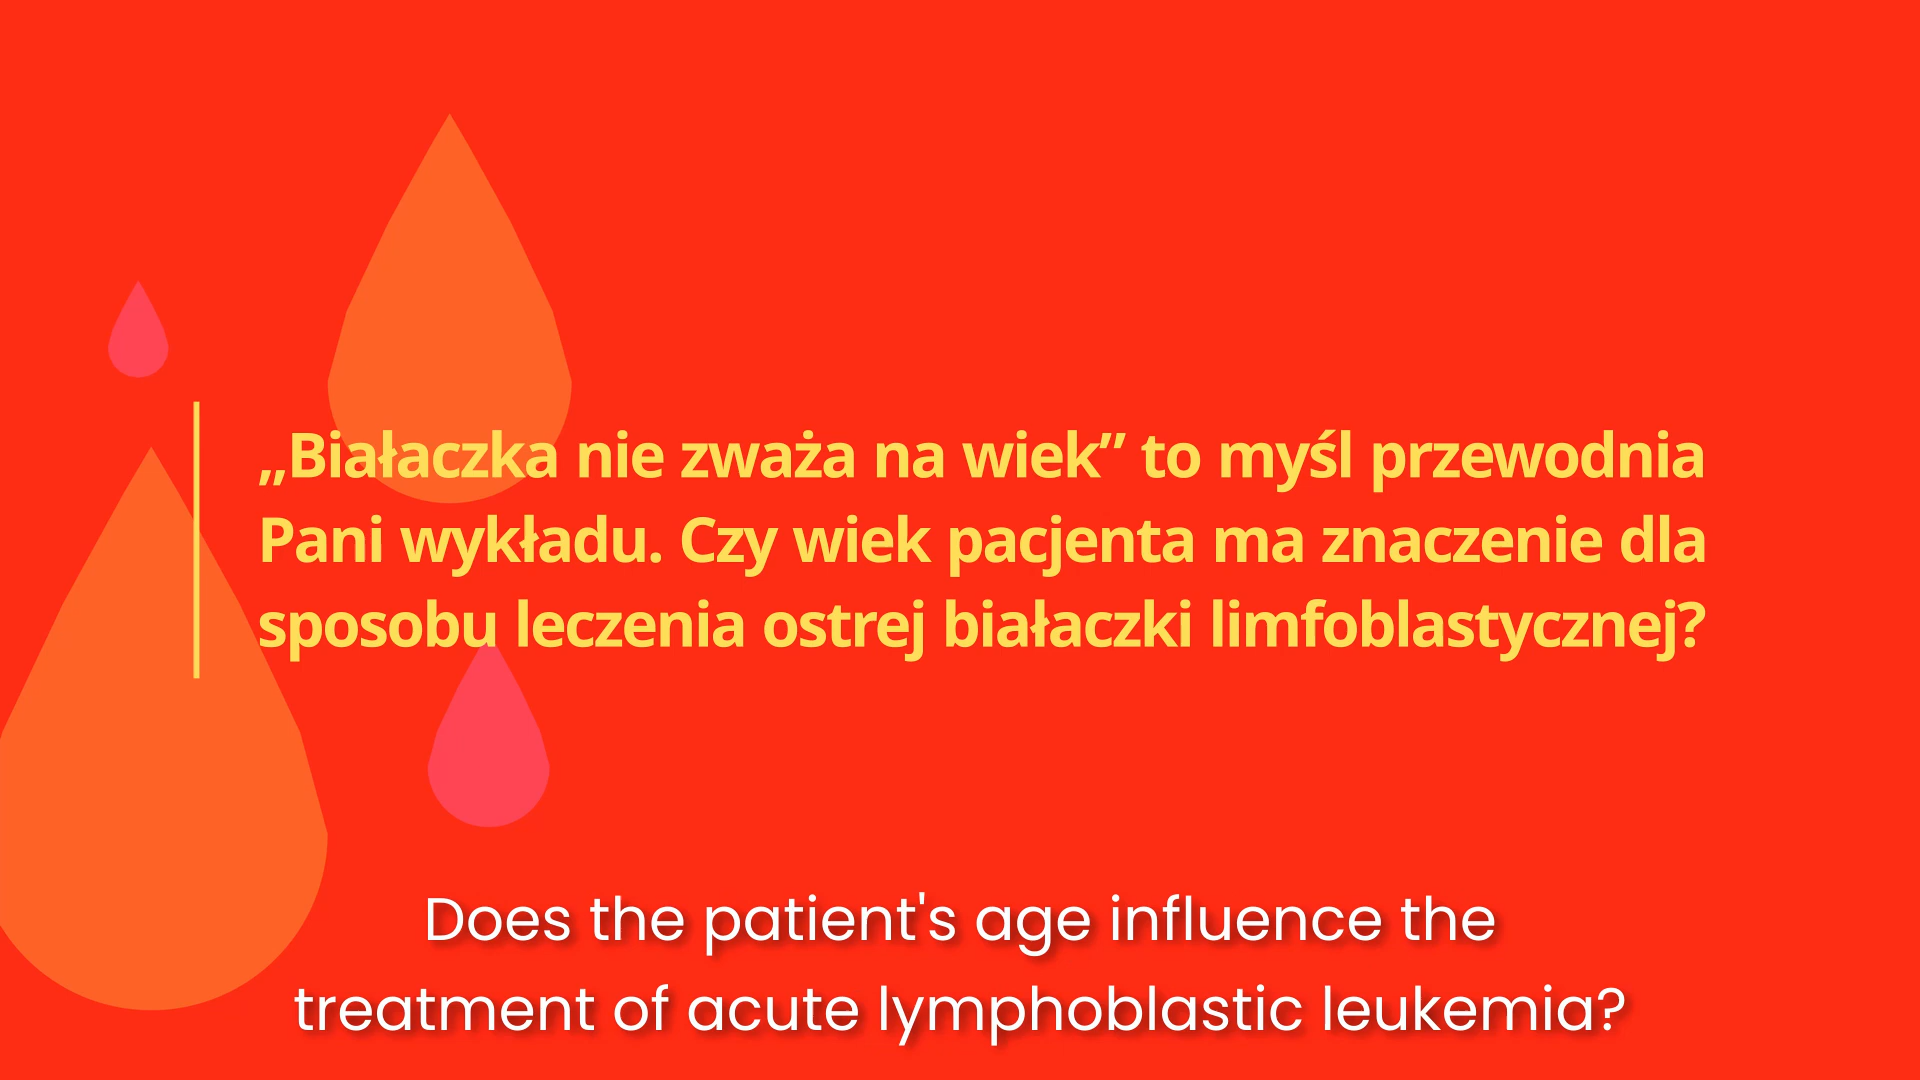 „Białaczka nie zważa na wiek” to myśl przewodnia
Pani wykładu. Czy wiek pacjenta ma znaczenie dla
sposobu leczenia ostrej białaczki limfoblastycznej?
Does the patient's age influence the
treatment of acute lymphoblastic leukemia?